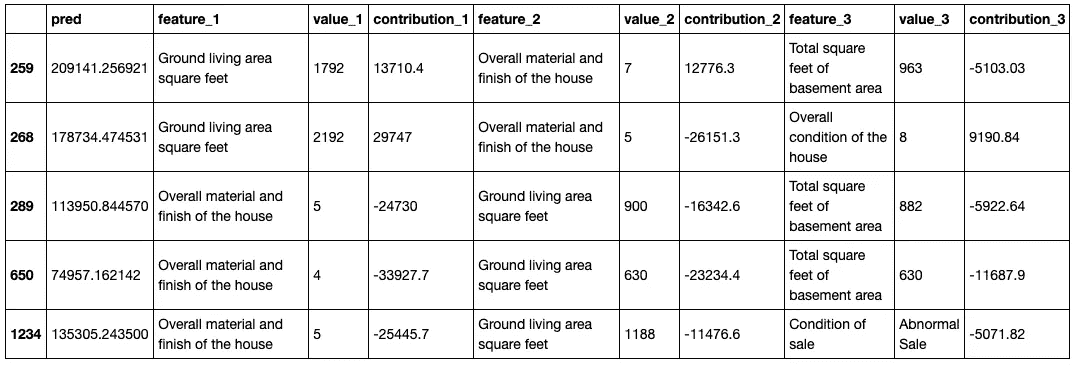 pred feature_1 value_1 contribution_1 feature_2 value_2 contribution_2 feature_3 value_3 contribution_3
259 209141.256921 Ground living area square feet 1792 13710.4 Overall material and finish of the house 7 12776.3 Total square feet of basement area 963 -5103.03
268 178734.474531 Ground living area square feet 2192 29747 Overall material and finish of the house 5 -26151.3 Overall condition of the house 8 9190.84
289 113950.844570 Overall material and finish of the house 5 -24730 Ground living area square feet 900 -16342.6 Total square feet of basement area 882 -5922.64
650 74957.162142 Overall material and finish of the house 4 -33927.7 Ground living area square feet 630 -23234.4 Total square feet of basement area 630 -11687.9
1234 135305.243500 Overall material and finish of the house 5 -25445.7 Ground living area square feet 1188 -11476.6 Condition of sale Abnormal Sale -5071.82